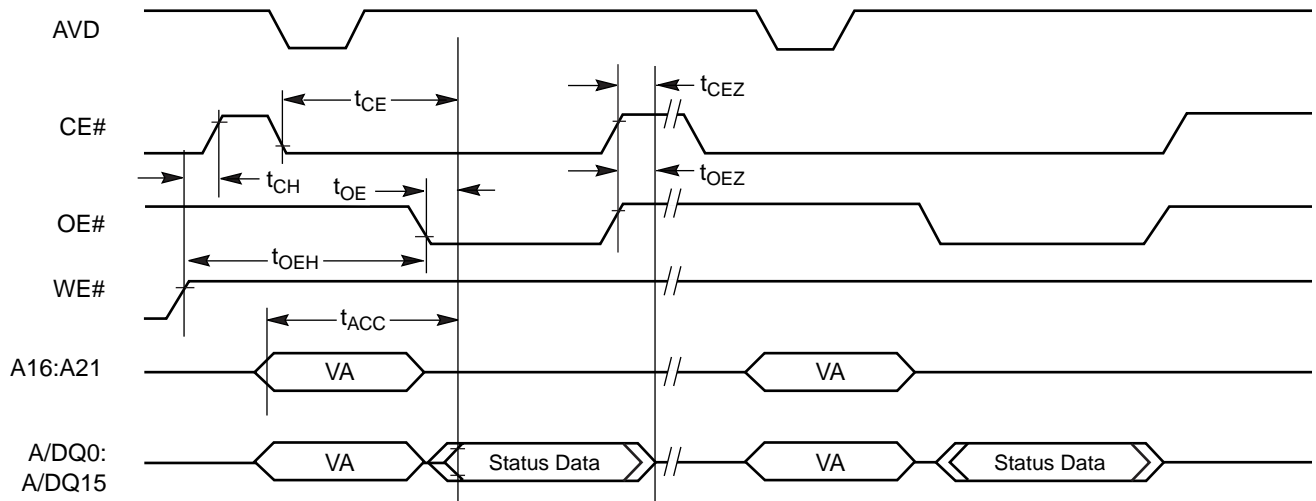 AVD
tCEZ
tCE
CE#
tCH
tOE
tOEZ
OE#
tOEH
WE#
tACC
A16:A21
VA
VA
A/DQ0:
A/DQ15
VA
Status Data
VA
Status Data